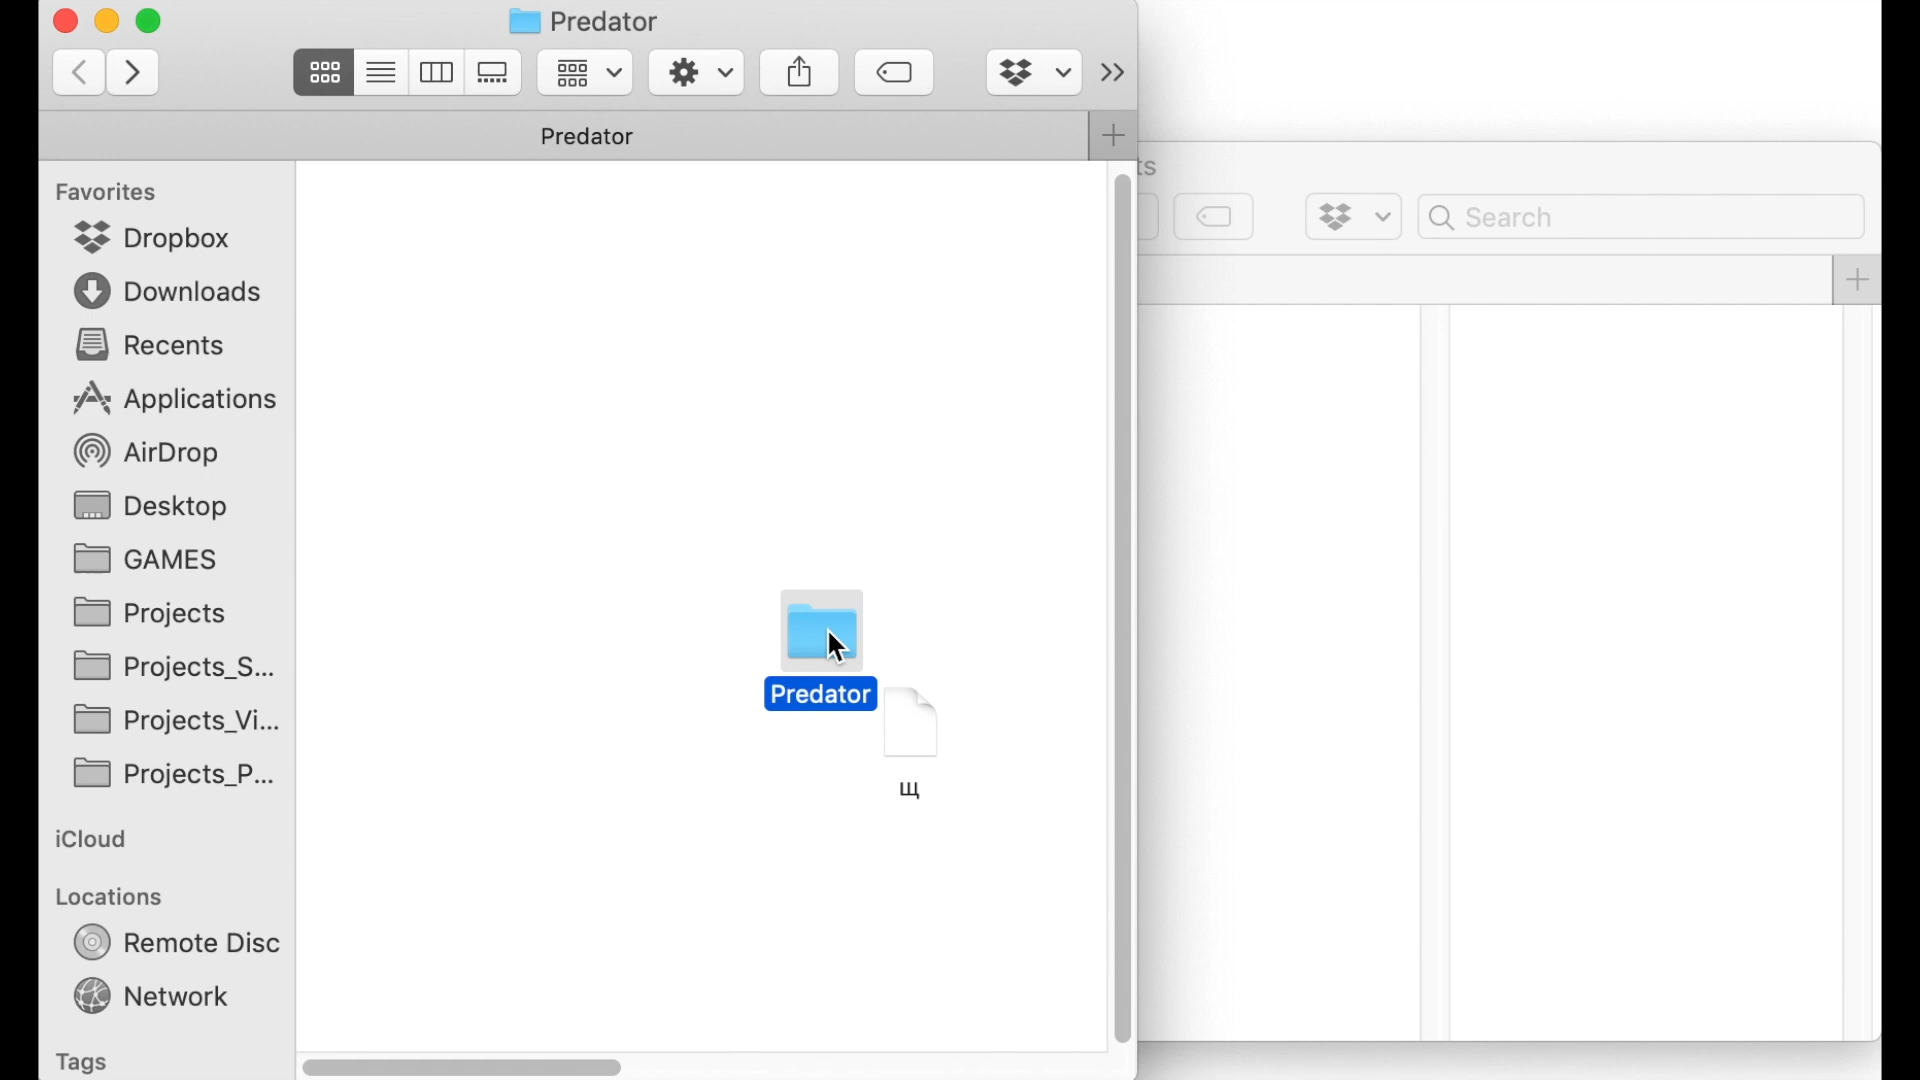 Predator
Predator
ts
Search
Favorites
Dropbox
Downloads
Recents
Applications
AirDrop
Desktop
GAMES
Projects
Projects_S...
Projects_Vi...
Projects_P...
iCloud
Locations
Remote Disc
Network
Tags
Predator
щ